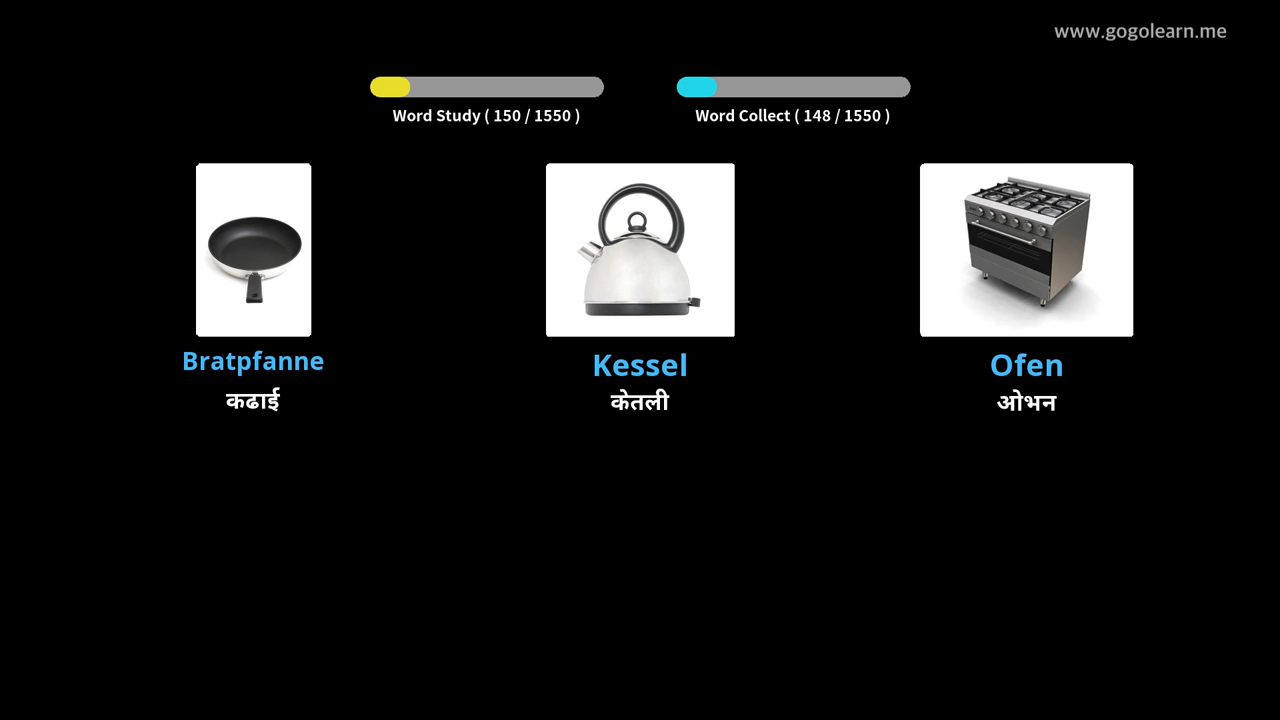 www.gogolearn.me
Word Study ( 150 / 1550 )
Word Collect ( 148 / 1550 )
Bratpfanne
कढाई
Kessel
केतली
Ofen
ओभन